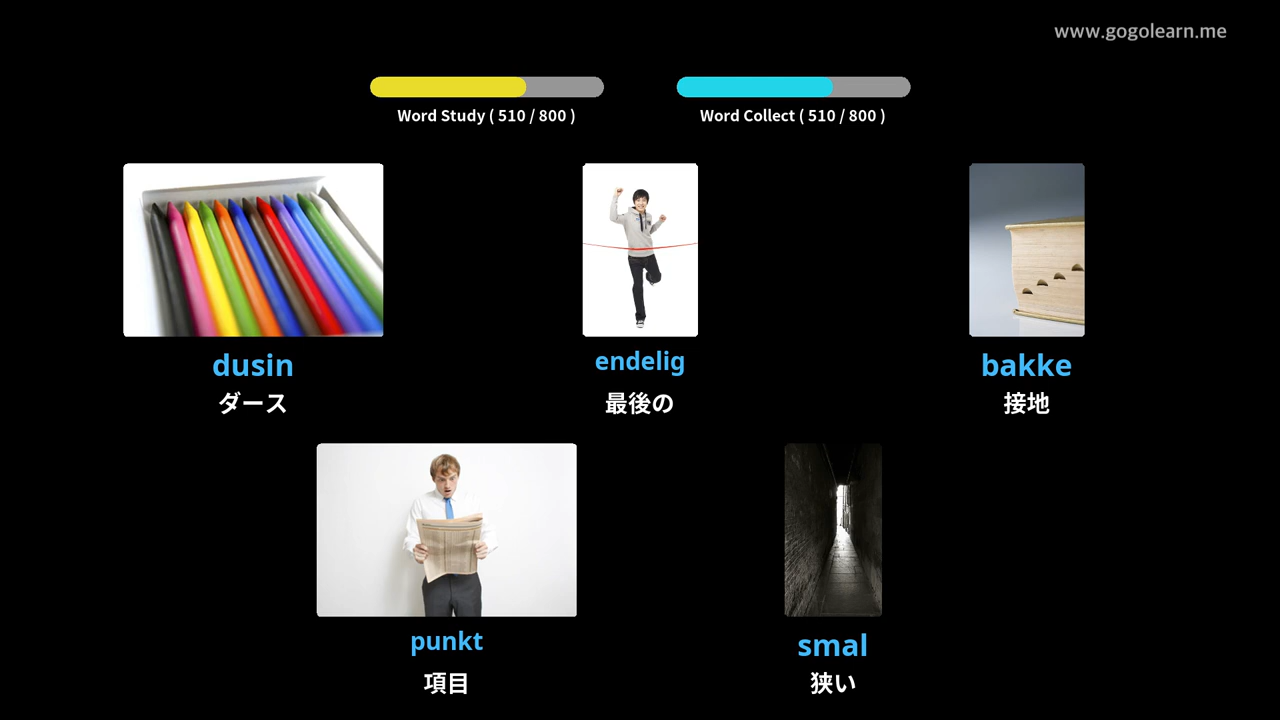 www.gogolearn.me
Word Study ( 510 / 800 )
Word Collect ( 510 / 800 )
dusin
ダース
endelig
最後の
bakke
接地
punkt
項目
smal
狭い